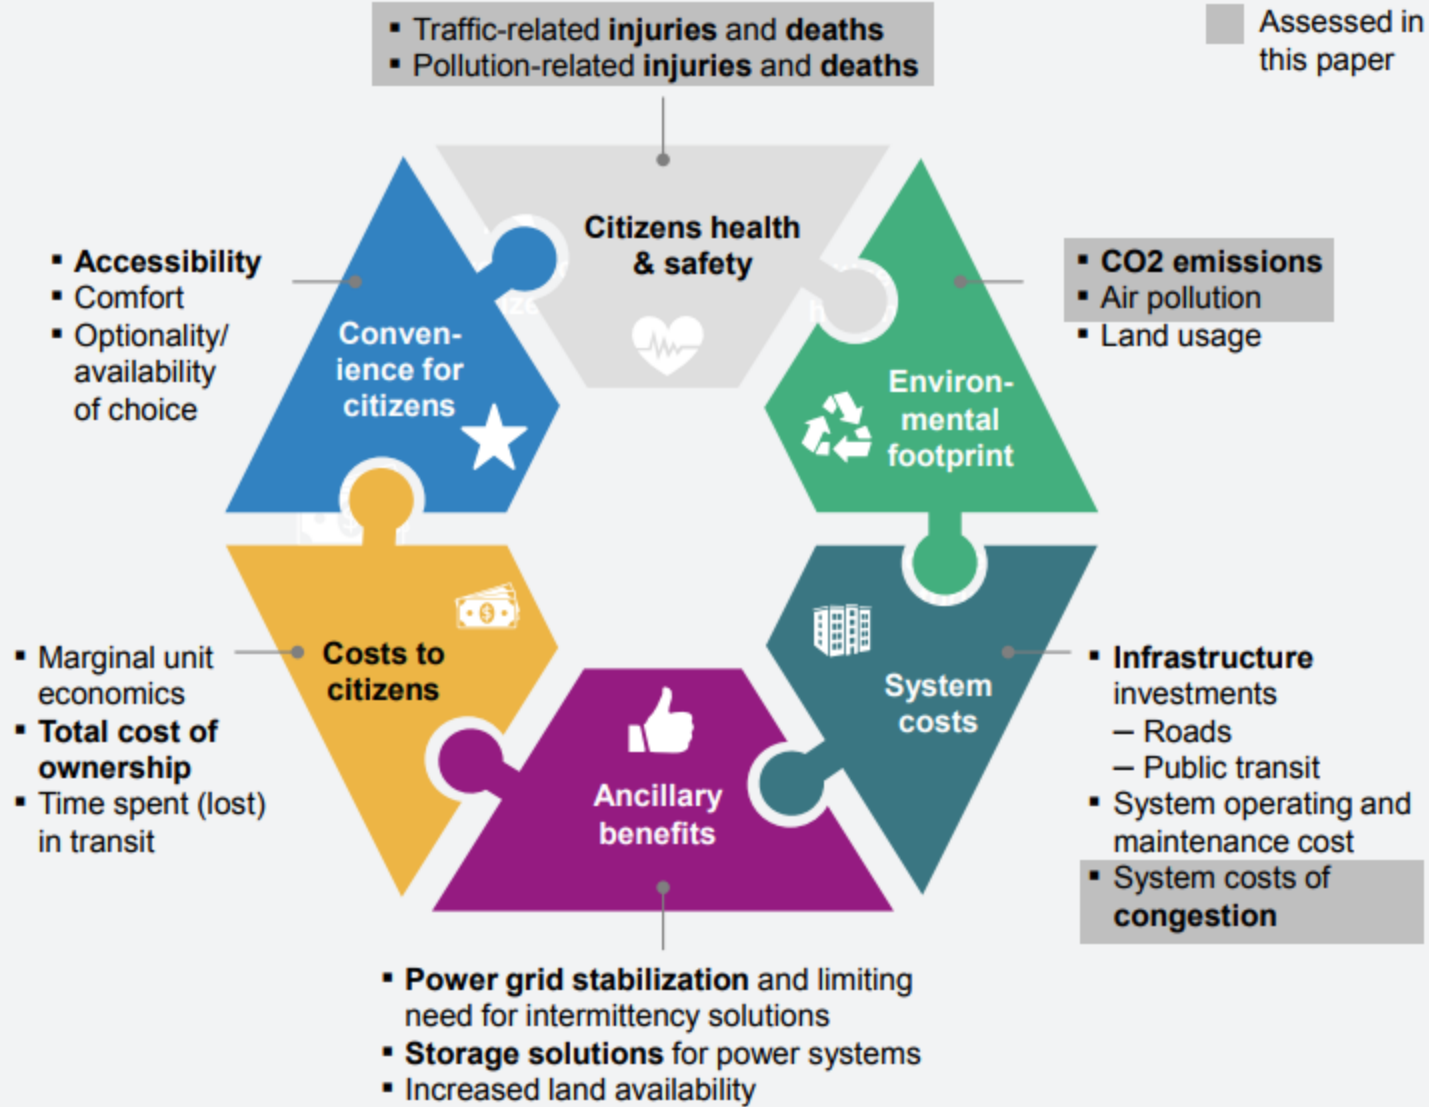 ▪ Traffic-related injuries and deaths
▪ Pollution-related injuries and deaths
Assessed in
this paper
Citizens health
& safety
▪ Accessibility
▪ Comfort
▪ Optionality/
availability
of choice
Conven-
ience for
citizens
▪ CO2 emissions
▪ Air pollution
▪ Land usage
Environ-
mental
footprint
▪ Marginal unit
economics
▪ Total cost of
ownership
▪ Time spent (lost)
in transit
Costs to
citizens
System
costs
▪ Infrastructure
investments
– Roads
– Public transit
▪ System operating and
maintenance cost
▪ System costs of
congestion
Ancillary
benefits
▪ Power grid stabilization and limiting
need for intermittency solutions
▪ Storage solutions for power systems
▪ Increased land availability